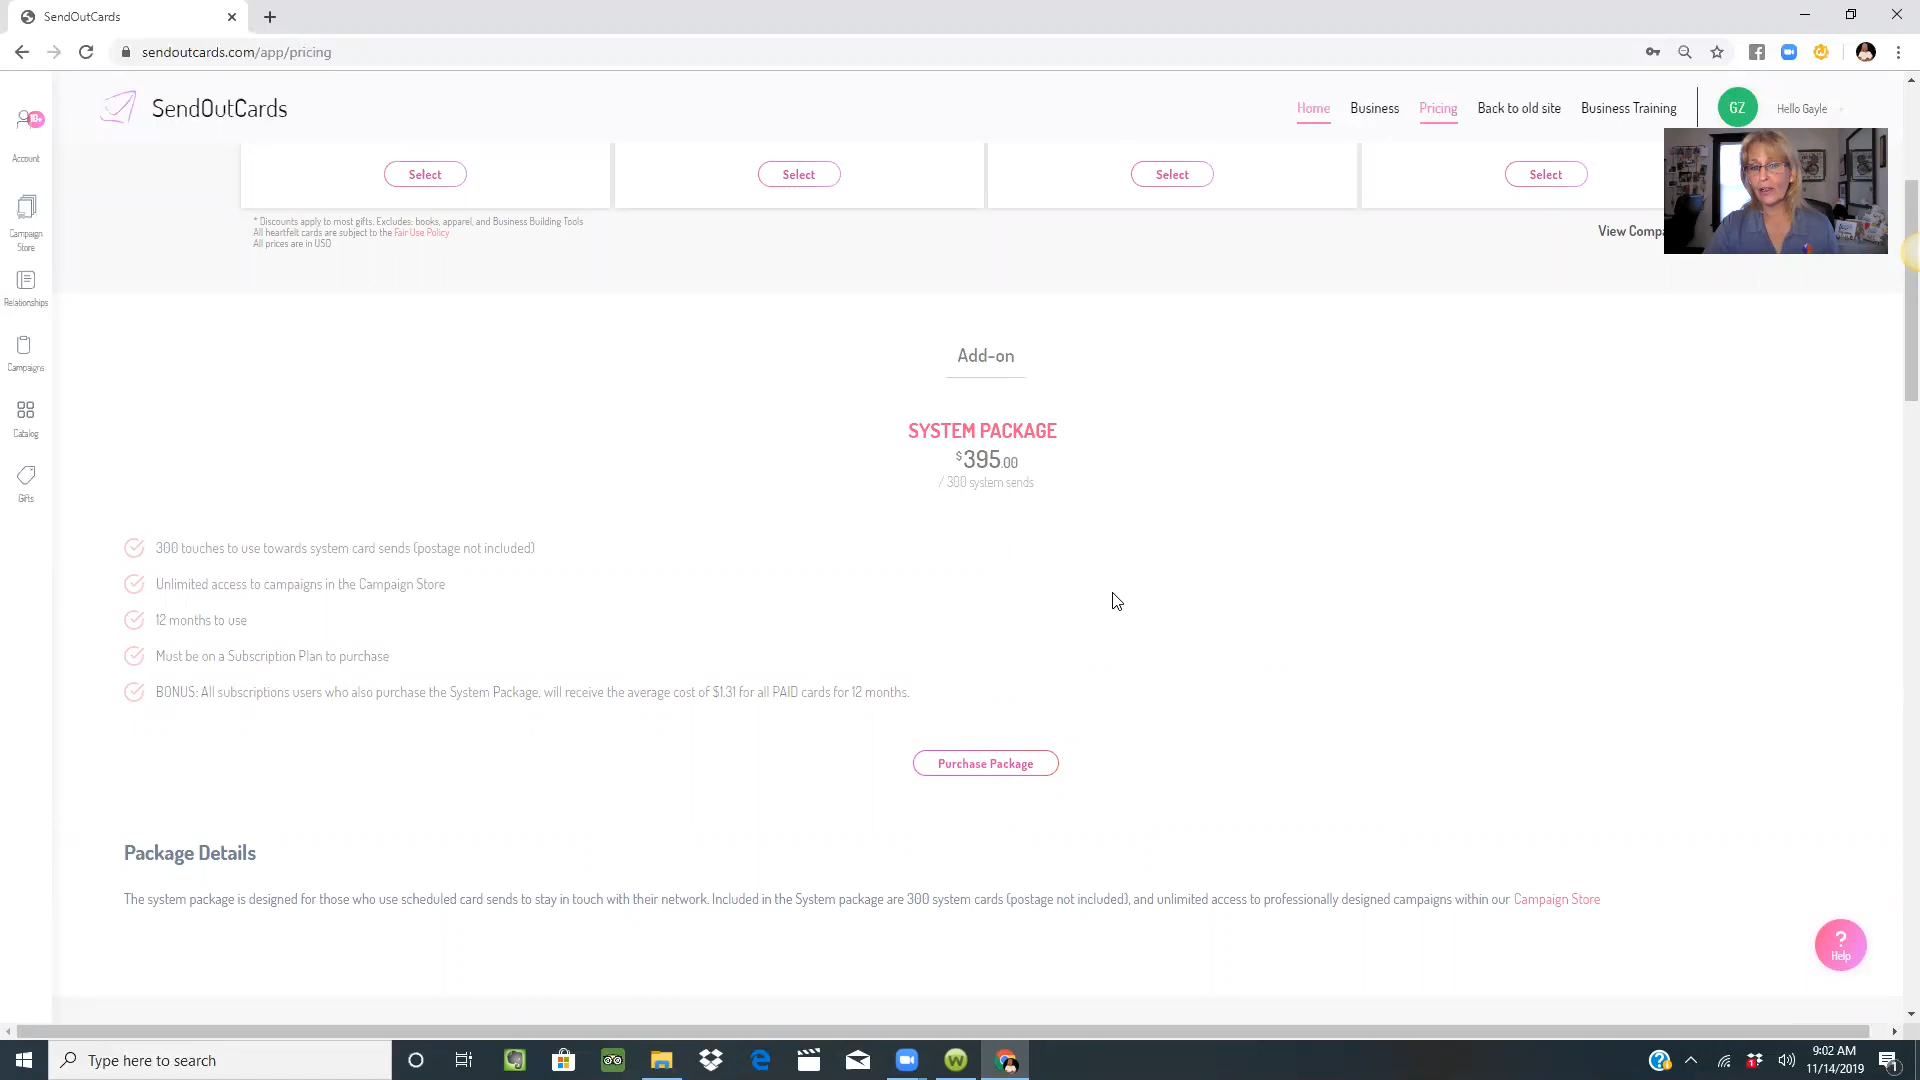 SendOutCards
sendoutcards.com/app/pricing
SendOutCards
Home
Business
Pricing
Back to old site
Business Training
GZ
Hello Gayle
18+
Account
Campaign
Store
Relationships
Campaigns
Catalog
Gifts
Select
Select
Select
Select
* Discounts apply to most gifts. Excludes: books, apparel, and Business Building Tools
All heartfelt cards are subject to the Fair Use Policy
All prices are in USD
View Compa
Add-on
SYSTEM PACKAGE
$395.00
/ 300 system sends
300 touches to use towards system card sends (postage not included)
Unlimited access to campaigns in the Campaign Store
12 months to use
Must be on a Subscription Plan to purchase
BONUS: All subscriptions users who also purchase the System Package, will receive the average cost of $1.31 for all PAID cards for 12 months.
Purchase Package
Package Details
The system package is designed for those who use scheduled card sends to stay in touch with their network. Included in the System package are 300 system cards (postage not included), and unlimited access to professionally designed campaigns within our Campaign Store
?
Help
Type here to search
9:02 AM
11/14/2019
1